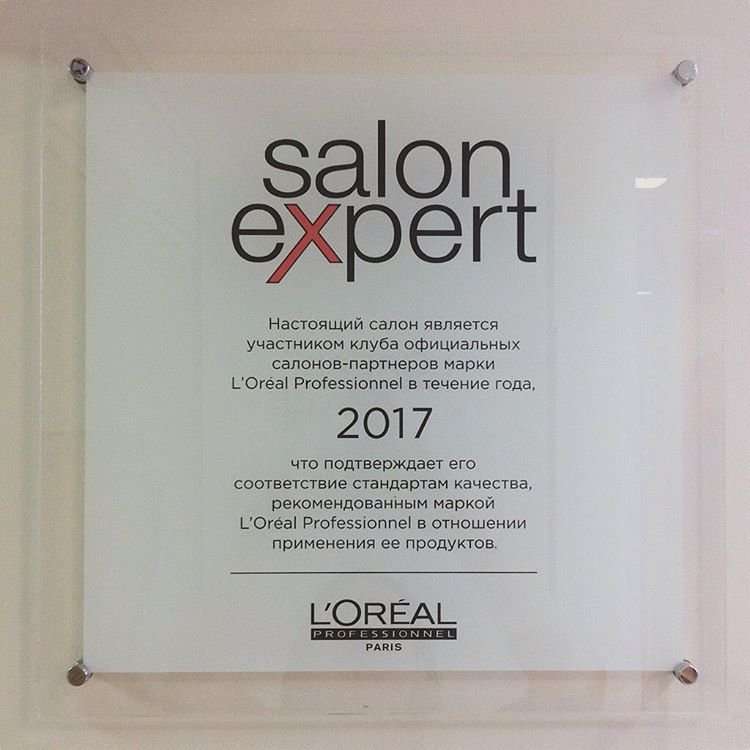 salon
expert
Настоящий салон является
участником клуба официальных
салонов-партнеров марки
L'Oréal Professionnel в течение года,
2017
что подтверждает его
соответствие стандартам качества,
рекомендованным маркой
L'Oréal Professionnel в отношении
применения ее продуктов.
L'ORÉAL
PROFESSIONNEL
PARIS